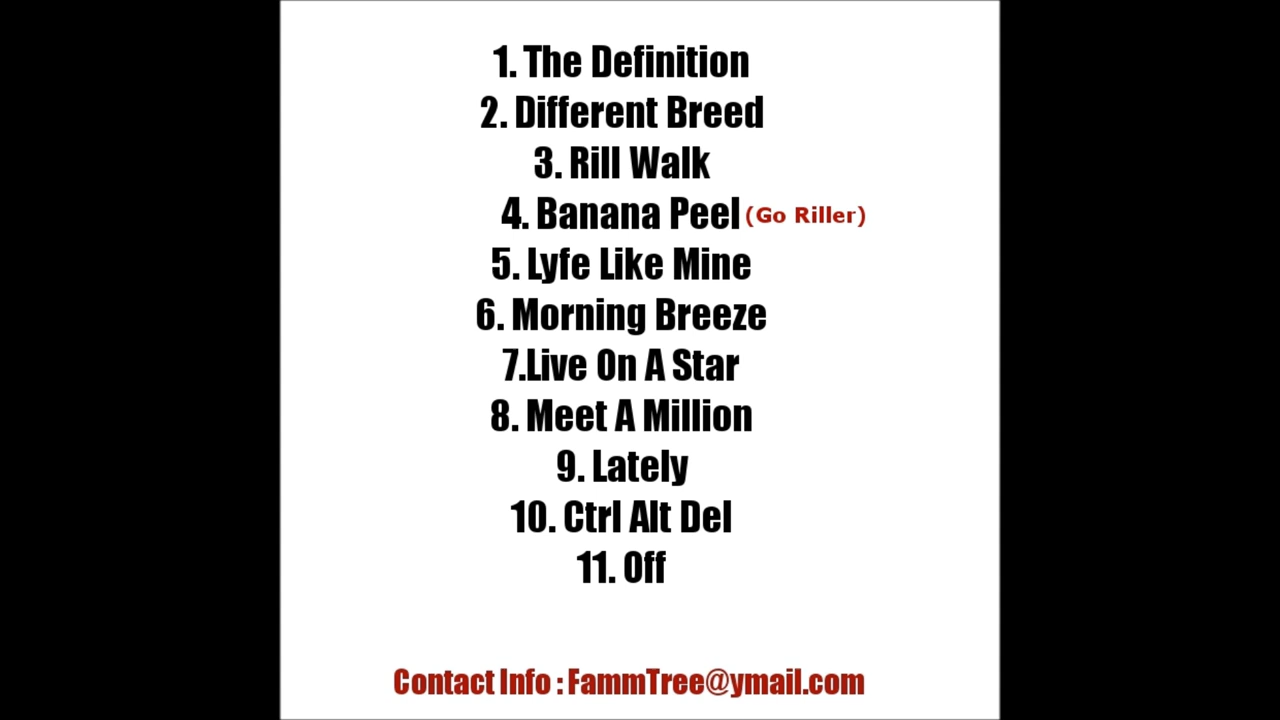 1. The Definition
2. Different Breed
3. Rill Walk
4. Banana Peel (Go Riller)
5. Lyfe Like Mine
6. Morning Breeze
7.Live On A Star
8. Meet A Million
9. Lately
10. Ctrl Alt Del
11. Off
Contact Info : FammTree@ymail.com